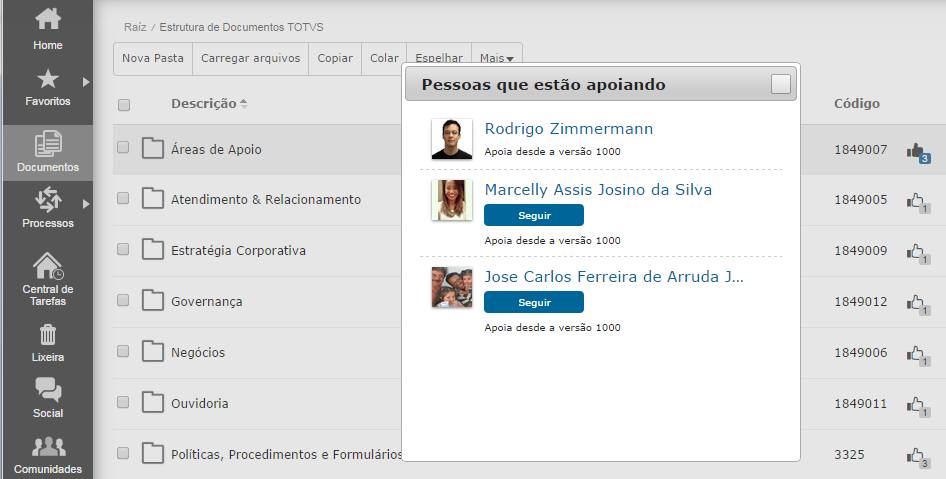 Home
Favoritos
Documentos
Processos
Central de
Tarefas
Lixeira
Social
Comunidades
Raíz / Estrutura de Documentos TOTVS
Nova Pasta Carregar arquivos Copiar Colar Espelhar Mais
Descrição Código
Áreas de Apoio 1849007 3
Atendimento & Relacionamento 1849005 1
Estratégia Corporativa 1849009 1
Governança 1849012 1
Negócios 1849006 1
Ouvidoria 1849011 1
Políticas, Procedimentos e Formulários 3325 3
Pessoas que estão apoiando
Rodrigo Zimmermann
Apoia desde a versão 1000
Marcelly Assis Josino da Silva
Seguir
Apoia desde a versão 1000
Jose Carlos Ferreira de Arruda J...
Seguir
Apoia desde a versão 1000